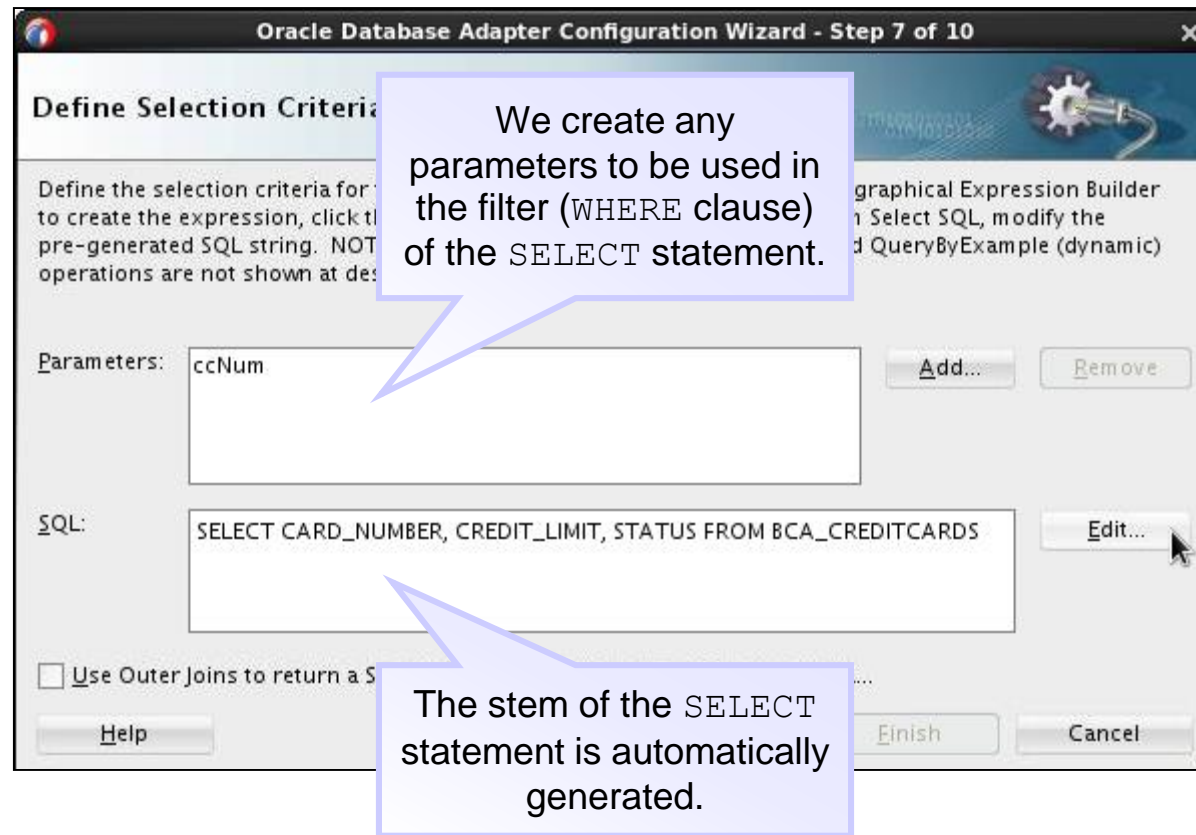 Oracle Database Adapter Configuration Wizard - Step 7 of 10
Define Selection Criteria
We create any
parameters to be used in
the filter (WHERE clause)
of the SELECT statement.
Define the selection criteria for graphical Expression Builder
to create the expression, click Select SQL, modify the
pre-generated SQL string. QueryByExample (dynamic)
operations are not shown at
Parameters:
ccNum
Add...
Remove
SQL:
SELECT CARD_NUMBER, CREDIT_LIMIT, STATUS FROM BCA_CREDITCARDS
Edit...
Use Outer Joins to return a
The stem of the SELECT
statement is automatically
generated.
Help
Finish
Cancel